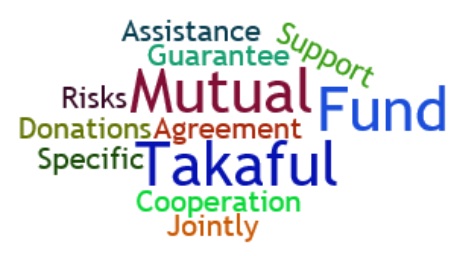 Assistance
Support
Guarantee
Risks Mutual
Fund
Donations Agreement
Specific Takaful
Cooperation
Jointly